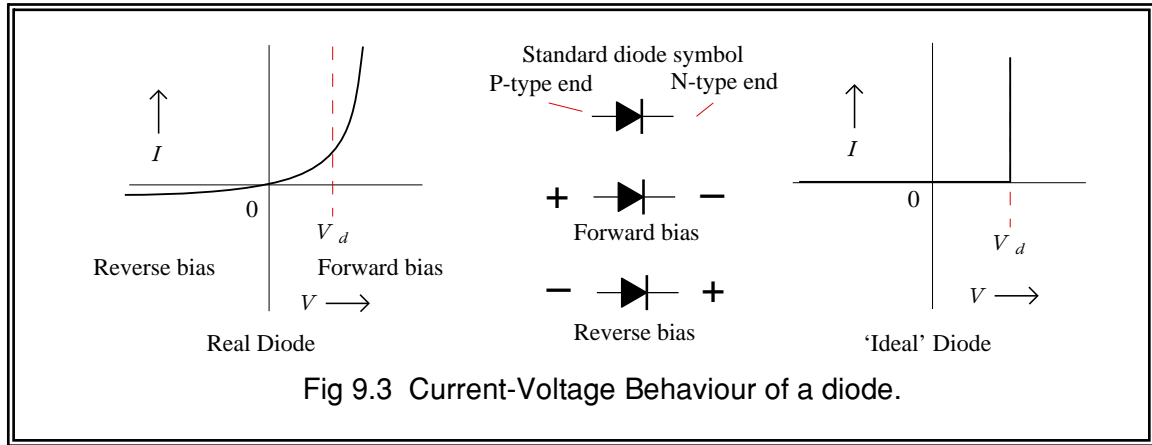 I
0
V d
Reverse bias
Forward bias
V
Real Diode
Standard diode symbol
P-type end
N-type end
+ −
Forward bias
− +
Reverse bias
I
0
V d
V
‘Ideal’ Diode
Fig 9.3 Current-Voltage Behaviour of a diode.